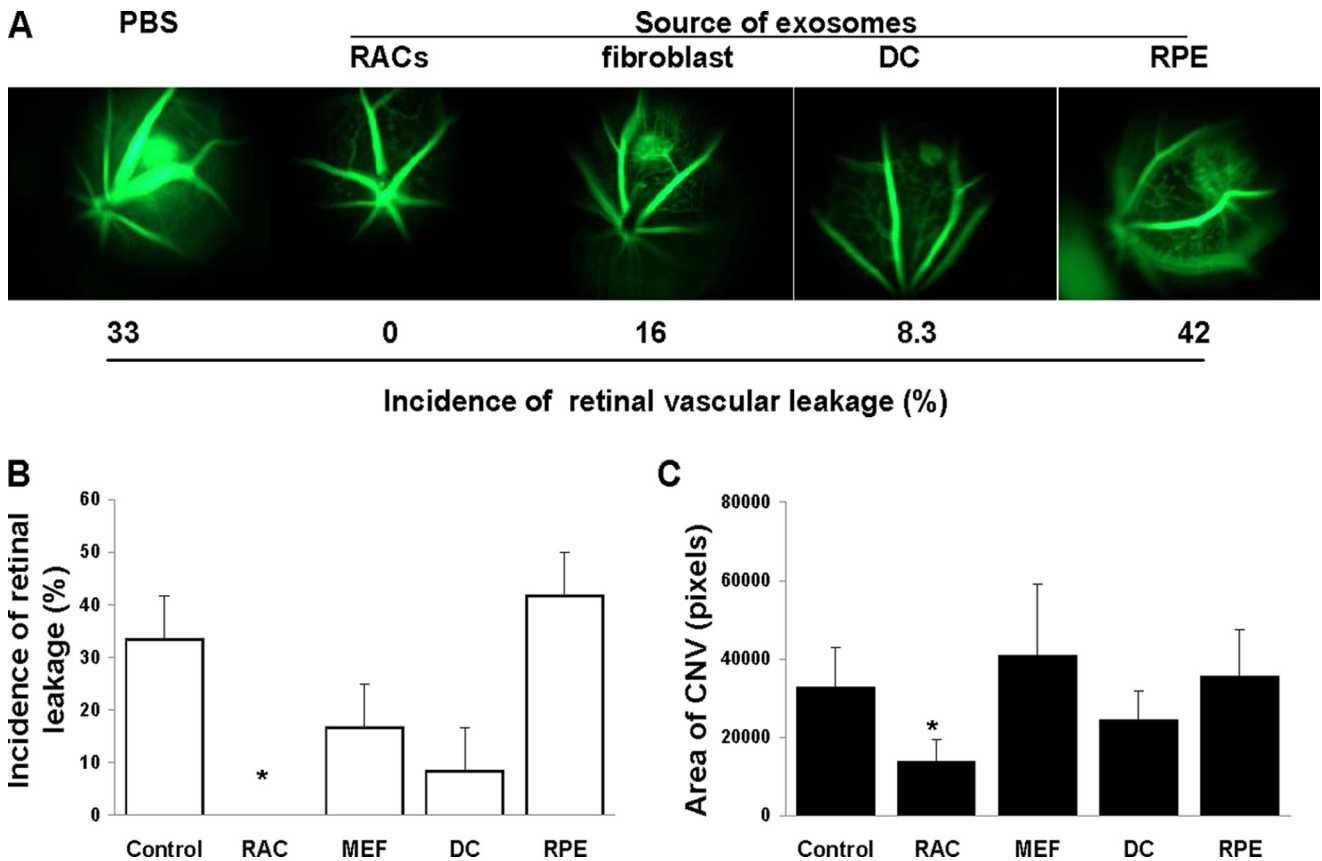 A
PBS
Source of exosomes
RACs fibroblast DC RPE
33 0 16 8.3 42
Incidence of  retinal vascular leakage (%)
B
Incidence of retinal
leakage (%)
60
50
40
30
20
10
0
*
Control RAC MEF DC RPE
C
Area of CNV (pixels)
80000
60000
40000
20000
0
*
Control RAC MEF DC RPE